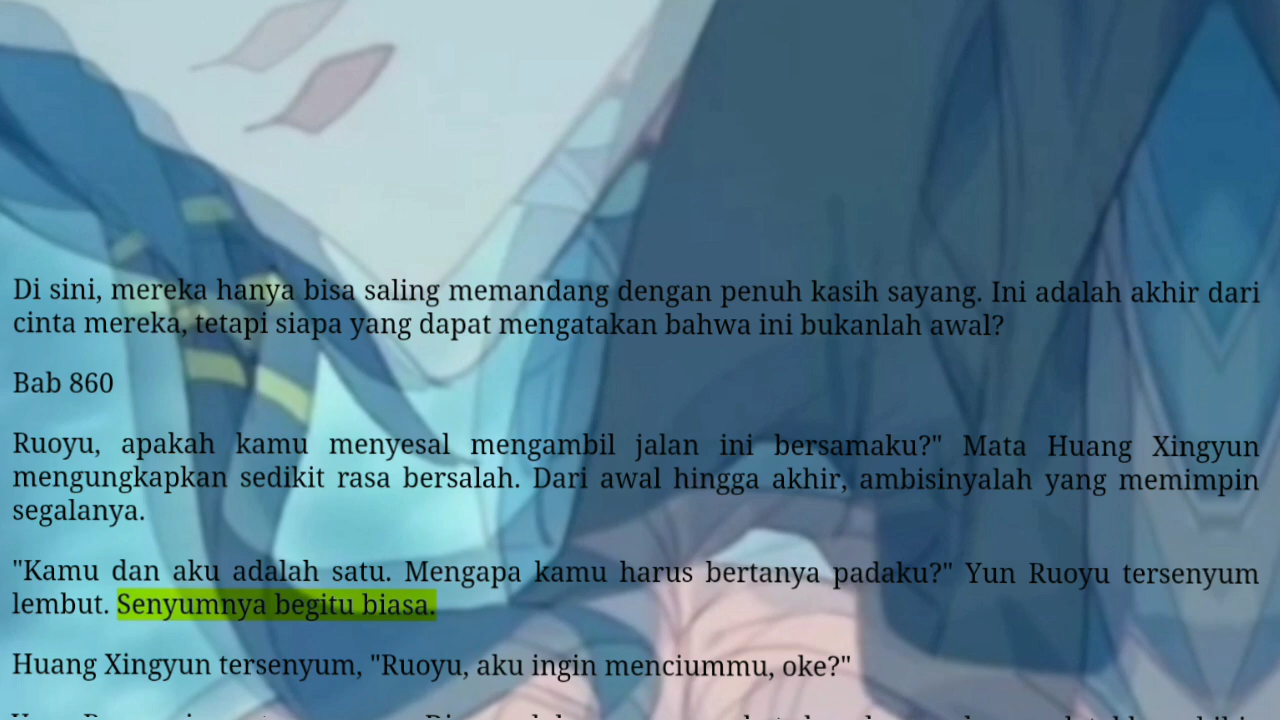 Di sini, mereka hanya bisa saling memandang dengan penuh kasih sayang. Ini adalah akhir dari
cinta mereka, tetapi siapa yang dapat mengatakan bahwa ini bukanlah awal?
Bab 860
Ruoyu, apakah kamu menyesal mengambil jalan ini bersamaku?" Mata Huang Xingyun
mengungkapkan sedikit rasa bersalah. Dari awal hingga akhir, ambisinyalah yang memimpin
segalanya.
"Kamu dan aku adalah satu. Mengapa kamu harus bertanya padaku?" Yun Ruoyu tersenyum
lembut. Senyumnya begitu biasa.
Huang Xingyun tersenyum, "Ruoyu, aku ingin menciummu, oke?"